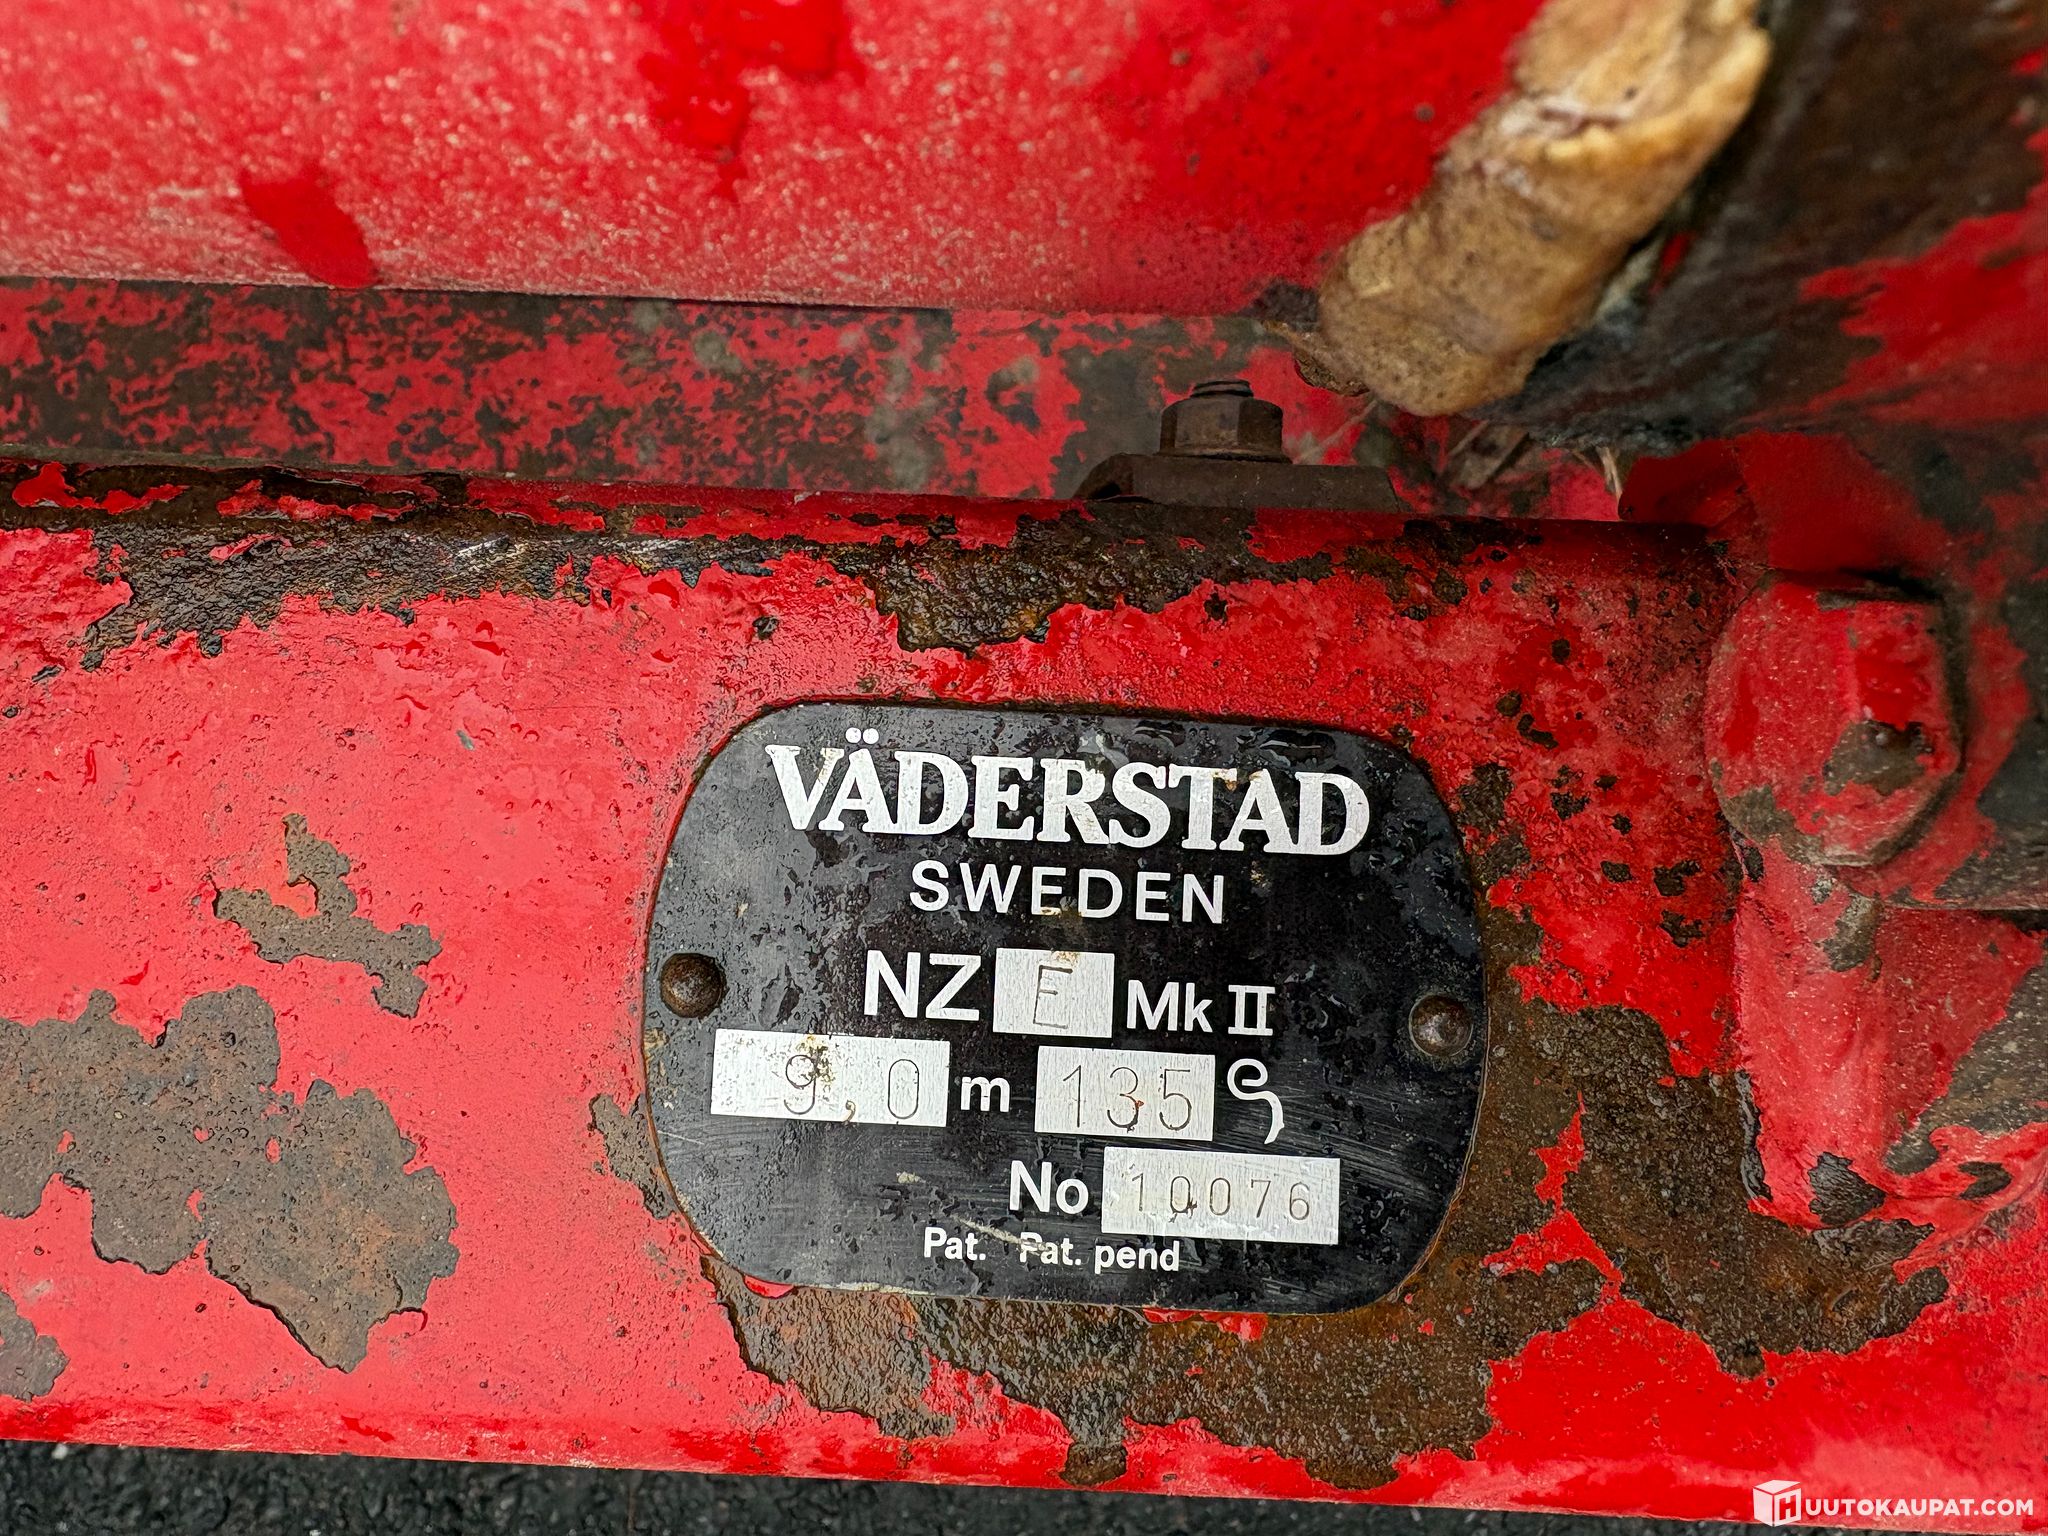 VÄDERSTAD
SWEDEN
NZ E Mk II
9,0 m 135
No 10076
Pat. Pat. pend
HUUTOKAUPAT.COM